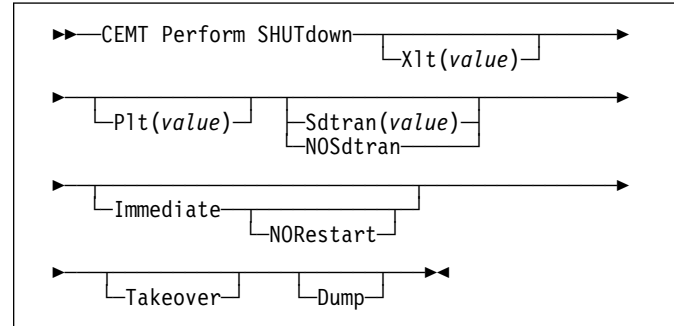 CEMT Perform SHUTdown
Xlt(value)
Plt(value)
Sdtran(value)
NOSdtran
Immediate
NORestart
Takeover
Dump